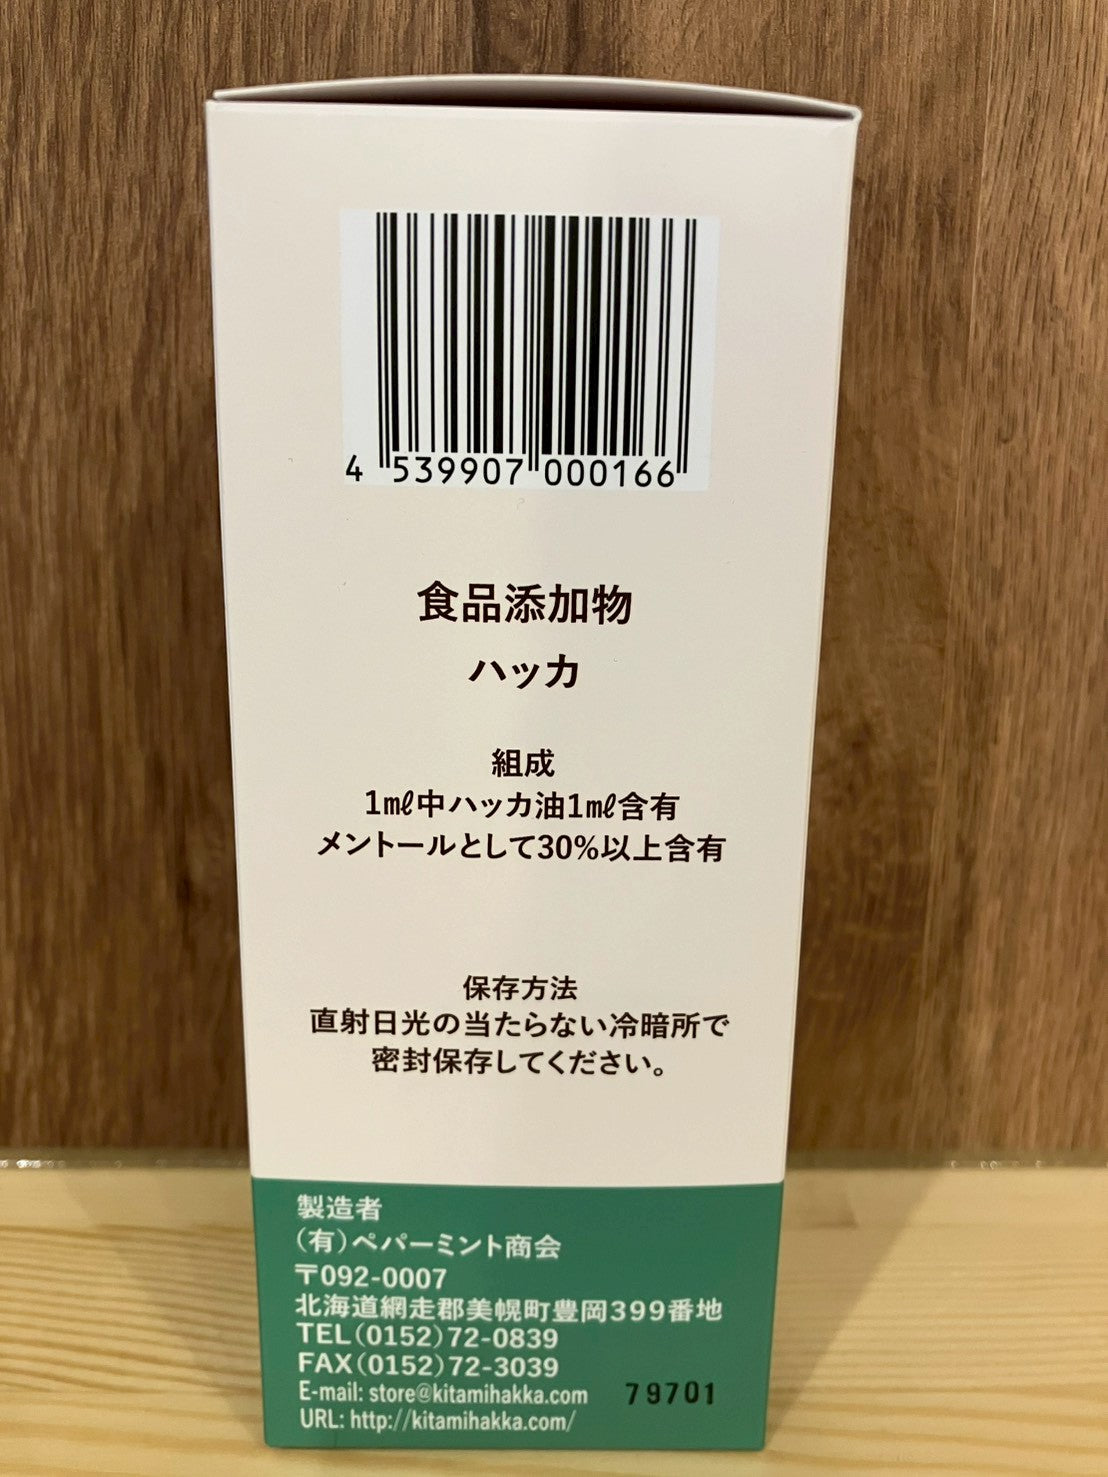 4 539907 000166
食品添加物
ハッカ
組成
1㎖中ハッカ油1㎖含有
メントールとして30%以上含有
保存方法
直射日光の当たらない冷暗所で
密封保存してください。
製造者
(有)ペパーミント商会
〒092-0007
北海道網走郡美幌町豊岡399番地
TEL(0152)72-0839
FAX(0152)72-3039
E-mail: store@kitamihakka.com 79701
URL: http://kitamihakka.com/